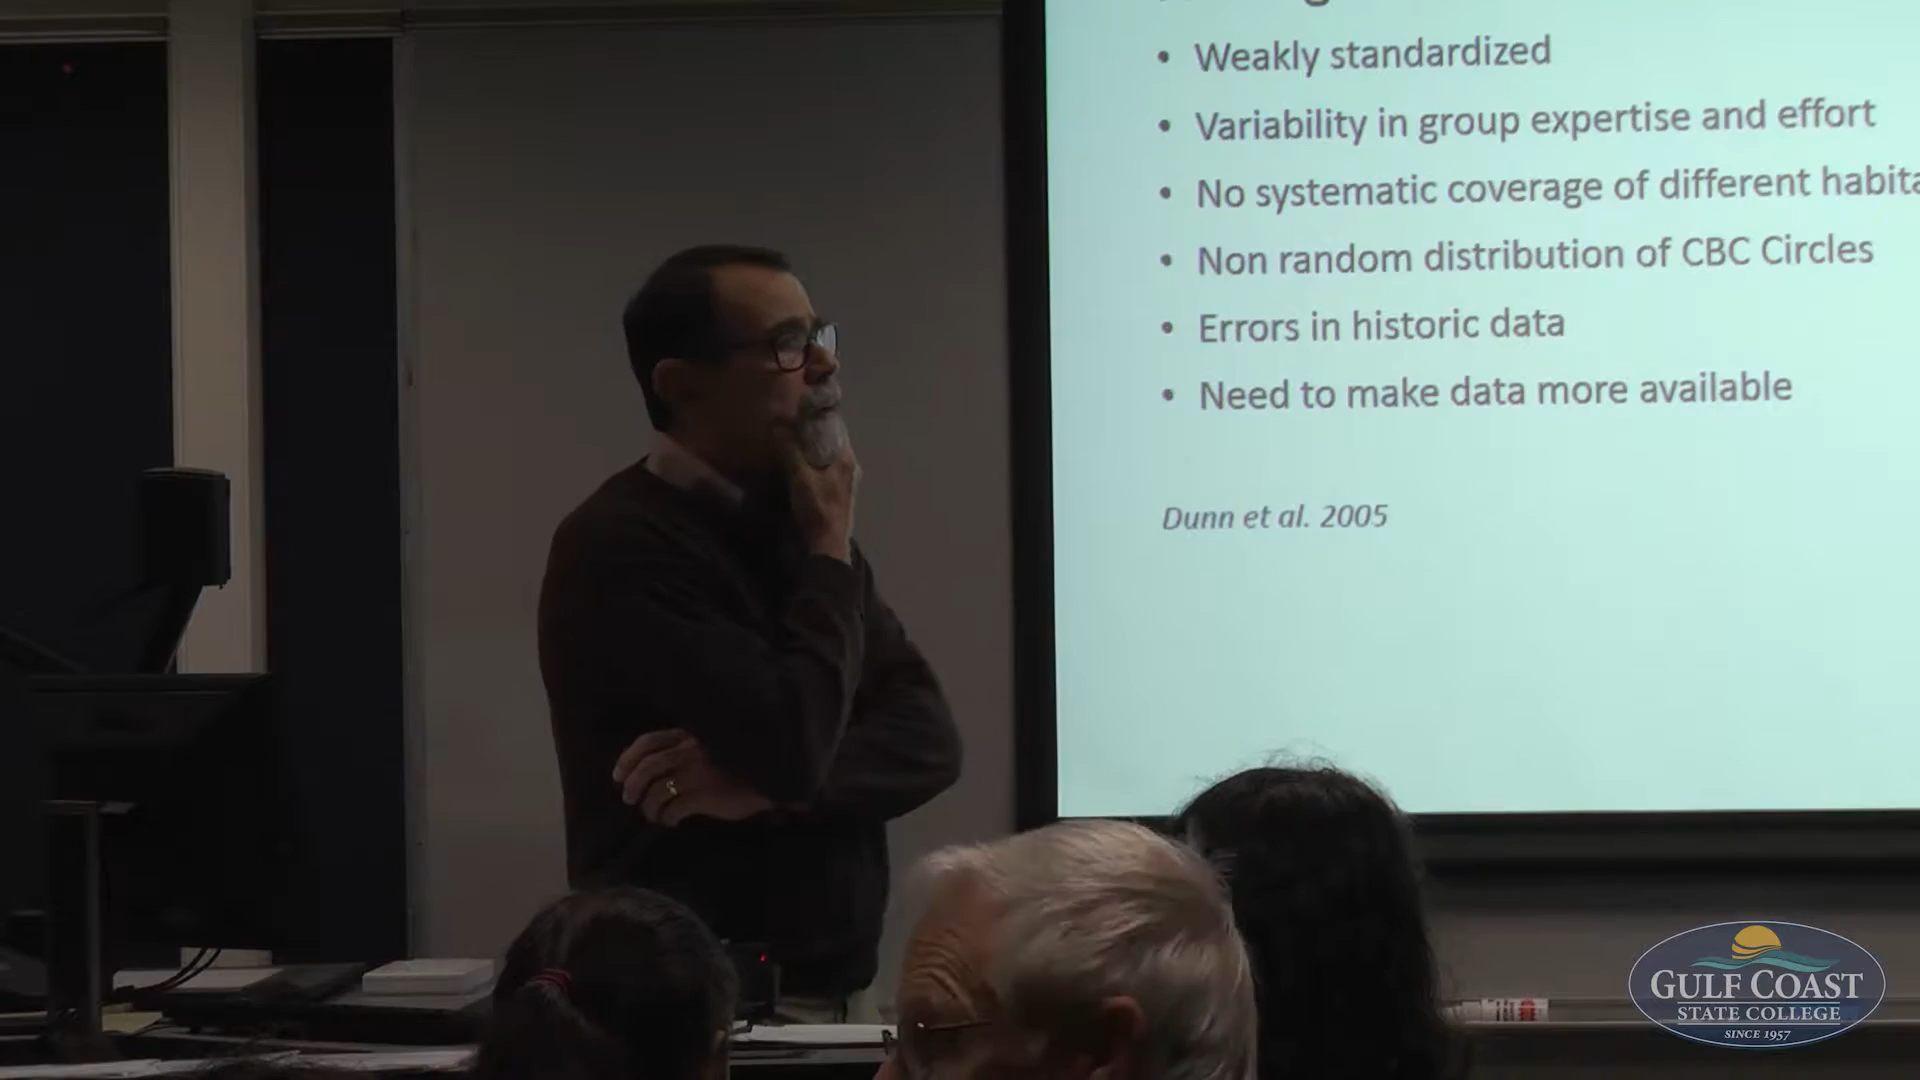 • Weakly standardized
• Variability in group expertise and effort
• No systematic coverage of different
• Non random distribution of CBC Circles
• Errors in historic data
• Need to make data more available
Dunn et al. 2005
GULF COAST
STATE COLLEGE
SINCE 1957